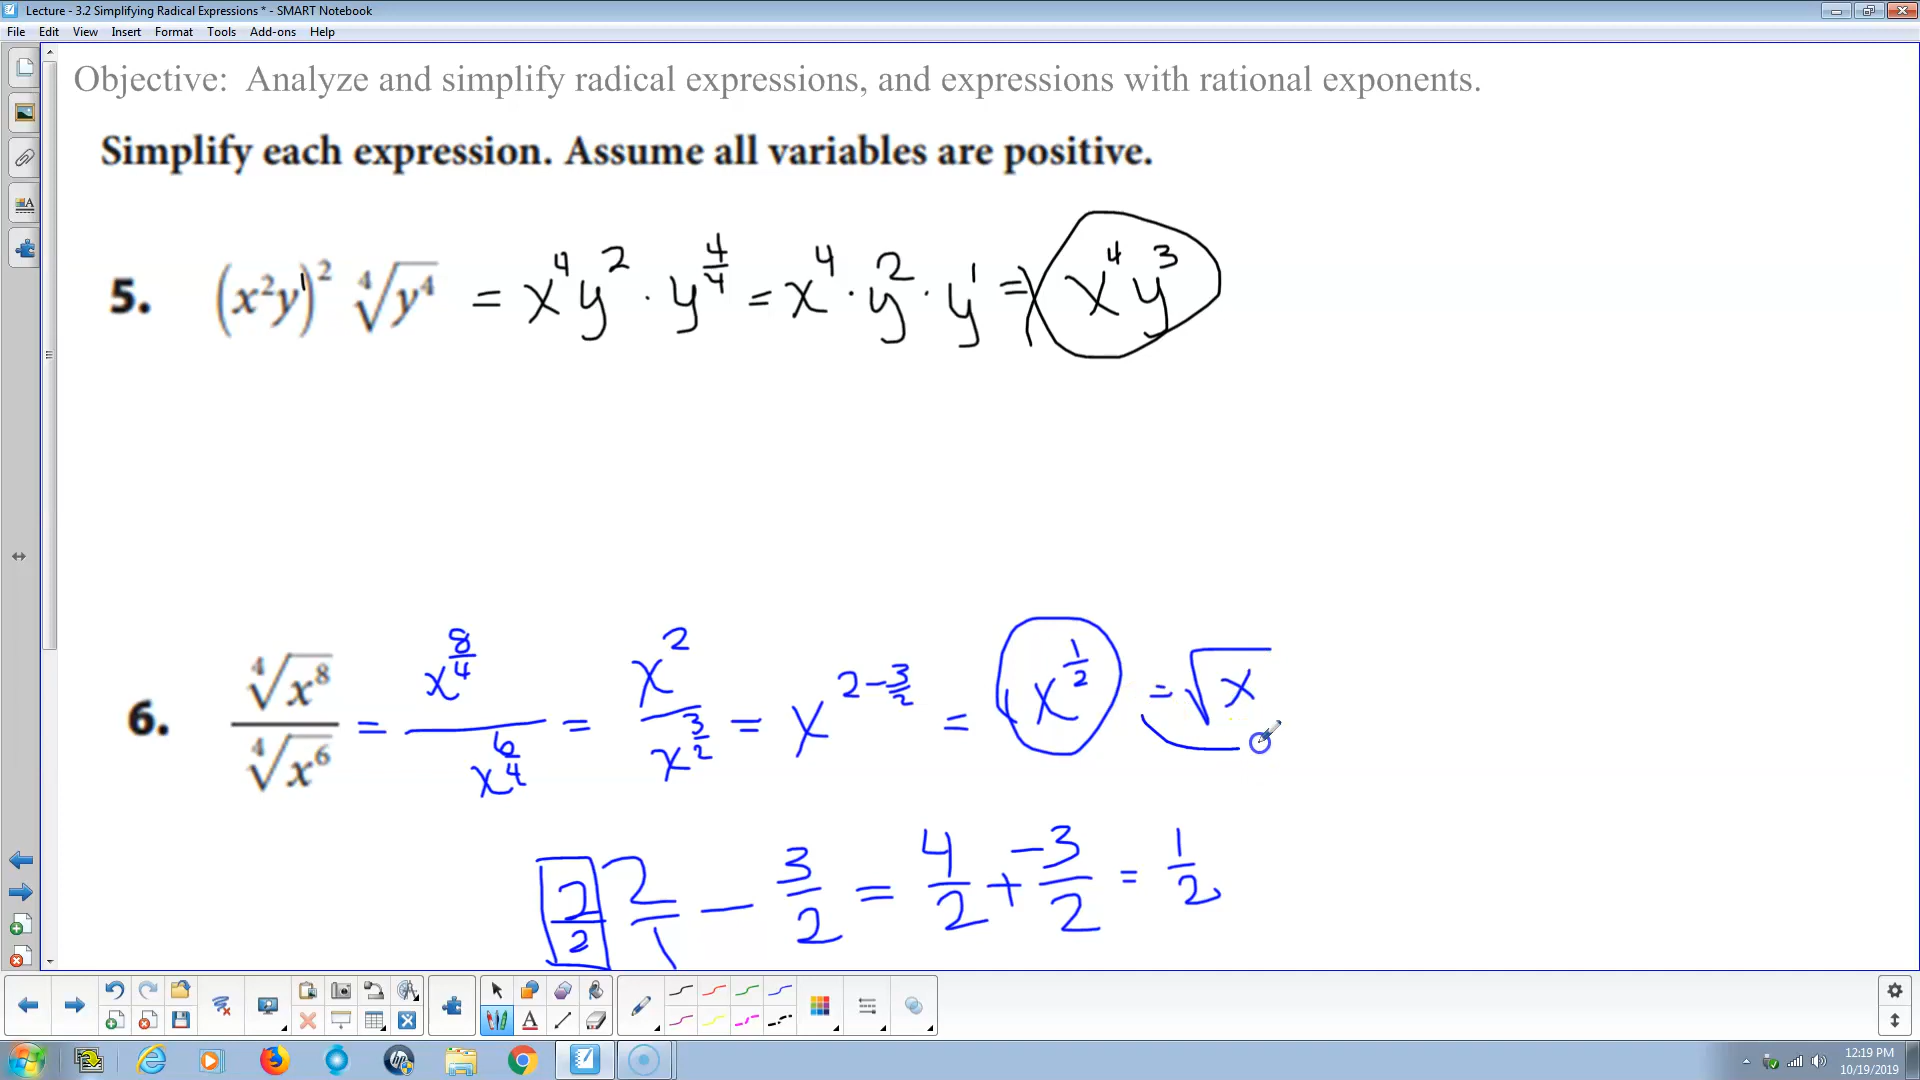 Lecture - 3.2 Simplifying Radical Expressions * - SMART Notebook
File Edit View Insert Format Tools Add-ons Help
Objective: Analyze and simplify radical expressions, and expressions with rational exponents.
Simplify each expression. Assume all variables are positive.
5. (x²y¹)² ⁴√y⁴ = x⁴y² · y^(4/4) = x⁴ · y² · y¹ = x⁴y³
6. ⁴√x⁸ / ⁴√x⁶ = x^(8/4) / x^(6/4) = x² / x^(3/2) = x^(2-3/2) = x^(1/2) = √x
2/2 2/1 - 3/2 = 4/2 + -3/2 = 1/2
12:19 PM
10/19/2019